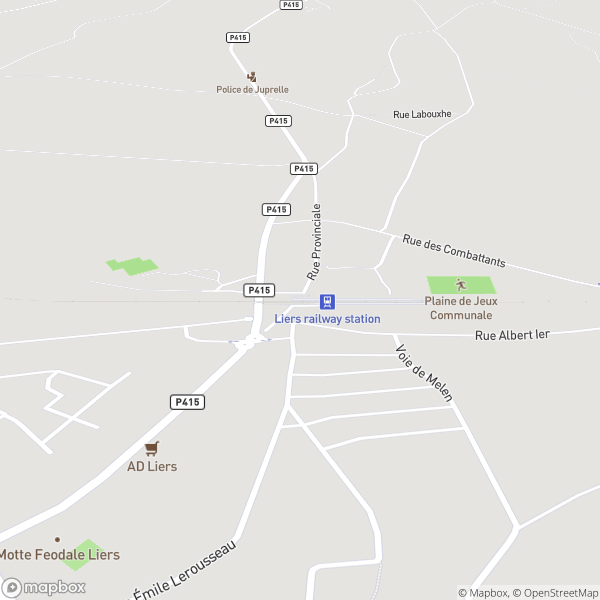 P415
P415
Police de Juprelle
Rue Labouxhe
P415
P415
P415
Rue Provinciale
Rue des Combattants
P415
Plaine de Jeux
Communale
Liers railway station
Rue Albert Ier
Voie de Melen
P415
AD Liers
Motte Feodale Liers
Émile Lerousseau
mapbox
© Mapbox, © OpenStreetMap